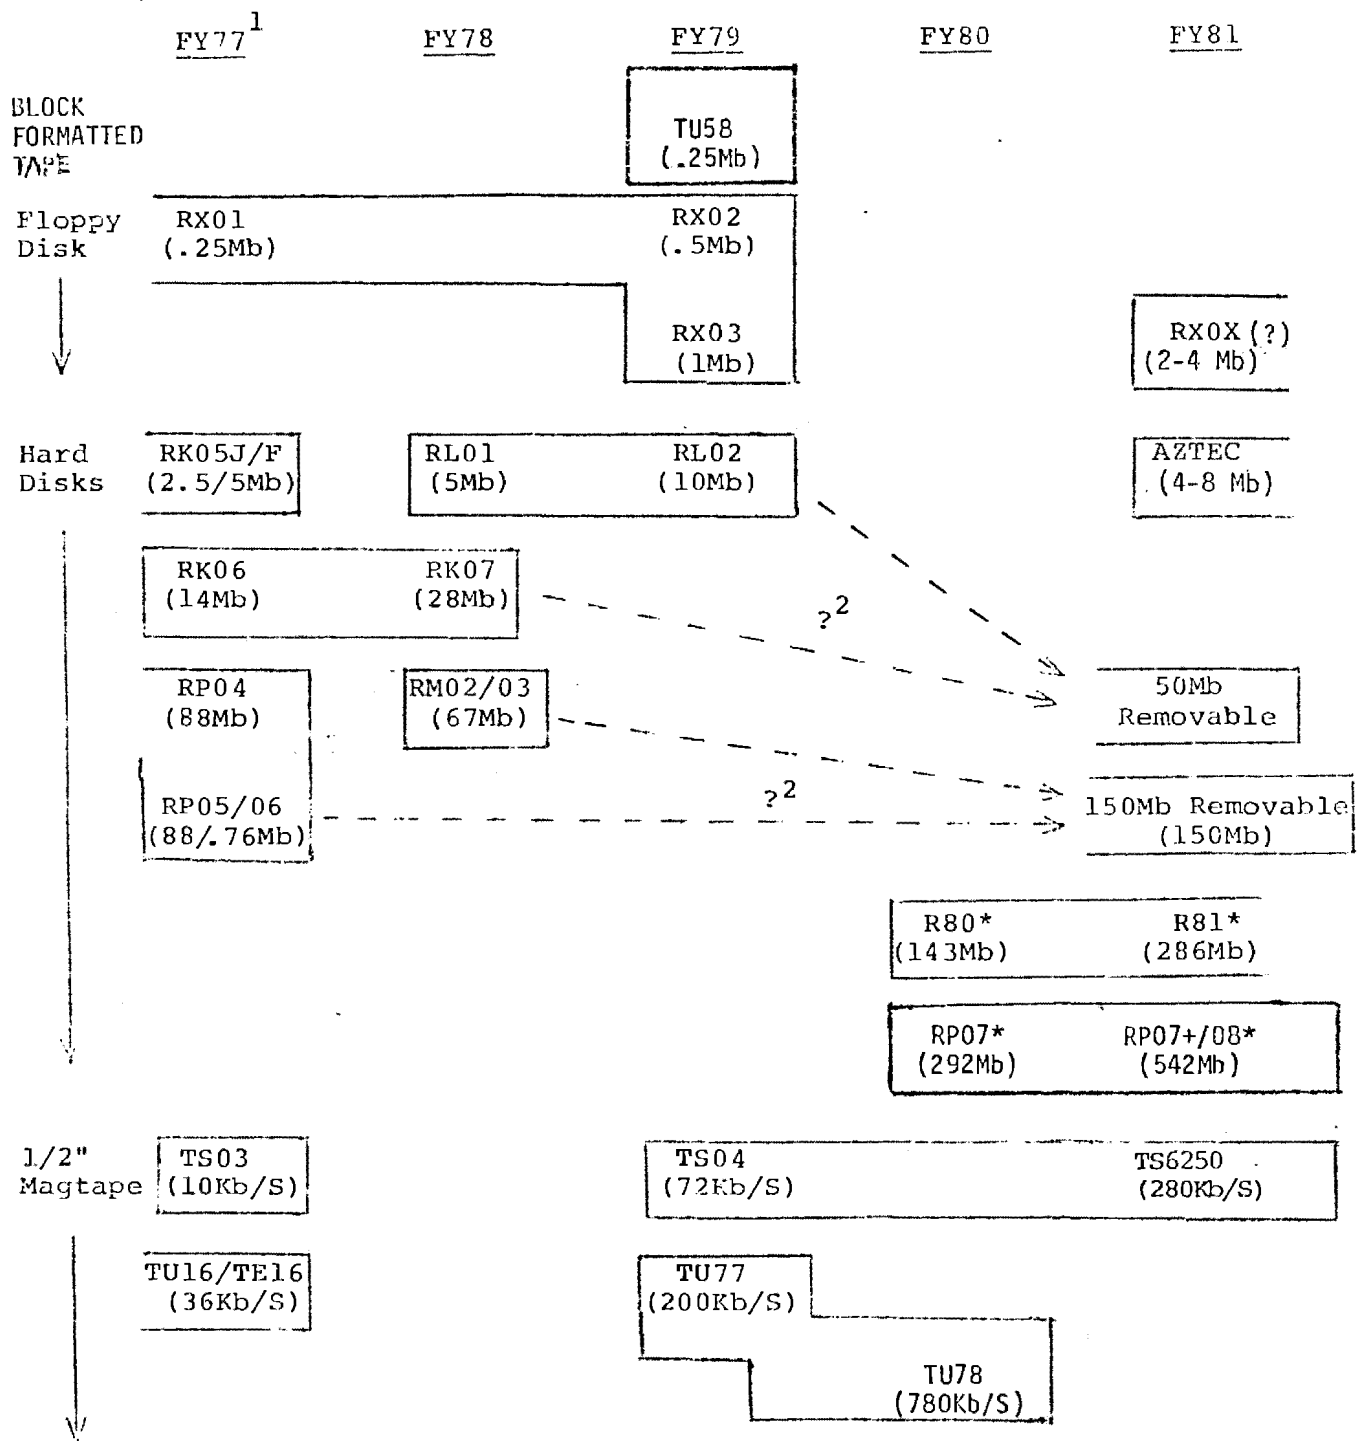 FY77¹ FY78 FY79 FY80 FY81
BLOCK
FORMATTED
TAPE
TU58
(.25Mb)
Floppy
Disk
RX01
(.25Mb)
RX02
(.5Mb)
RX03
(1Mb)
RX0X(?)
(2-4 Mb)
Hard
Disks
RK05J/F
(2.5/5Mb)
RL01
(5Mb)
RL02
(10Mb)
AZTEC
(4-8 Mb)
RK06
(14Mb)
RK07
(28Mb)
?²
RP04
(88Mb)
RM02/03
(67Mb)
50Mb
Removable
RP05/06
(88/.76Mb)
?²
150Mb Removable
(150Mb)
R80*
(143Mb)
R81*
(286Mb)
RP07*
(292Mb)
RP07+/08*
(542Mb)
1/2"
Magtape
TS03
(10Kb/S)
TS04
(72Kb/S)
TS6250
(280Kb/S)
TU16/TE16
(36Kb/S)
TU77
(200Kb/S)
TU78
(780Kb/S)